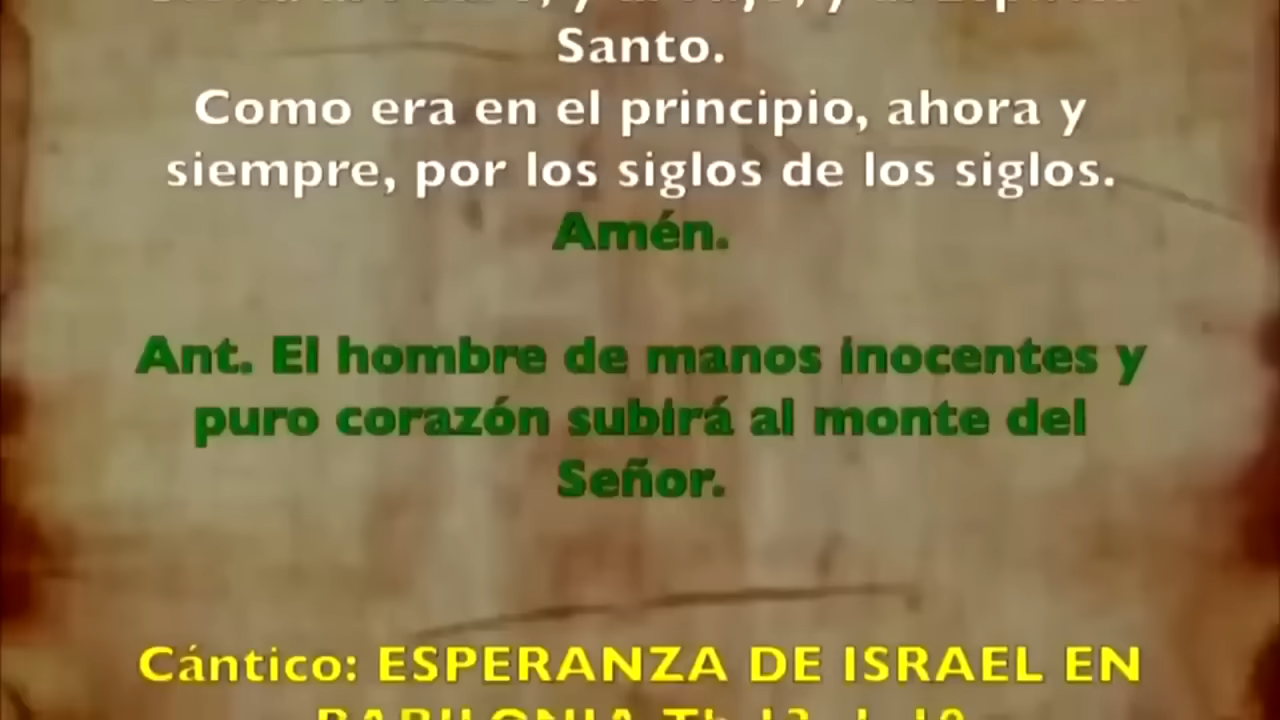 Santo.
Como era en el principio, ahora y
siempre, por los siglos de los siglos.
Amén.
Ant. El hombre de manos inocentes y
puro corazón subirá al monte del
Señor.
Cántico: ESPERANZA DE ISRAEL EN
BABILONIA